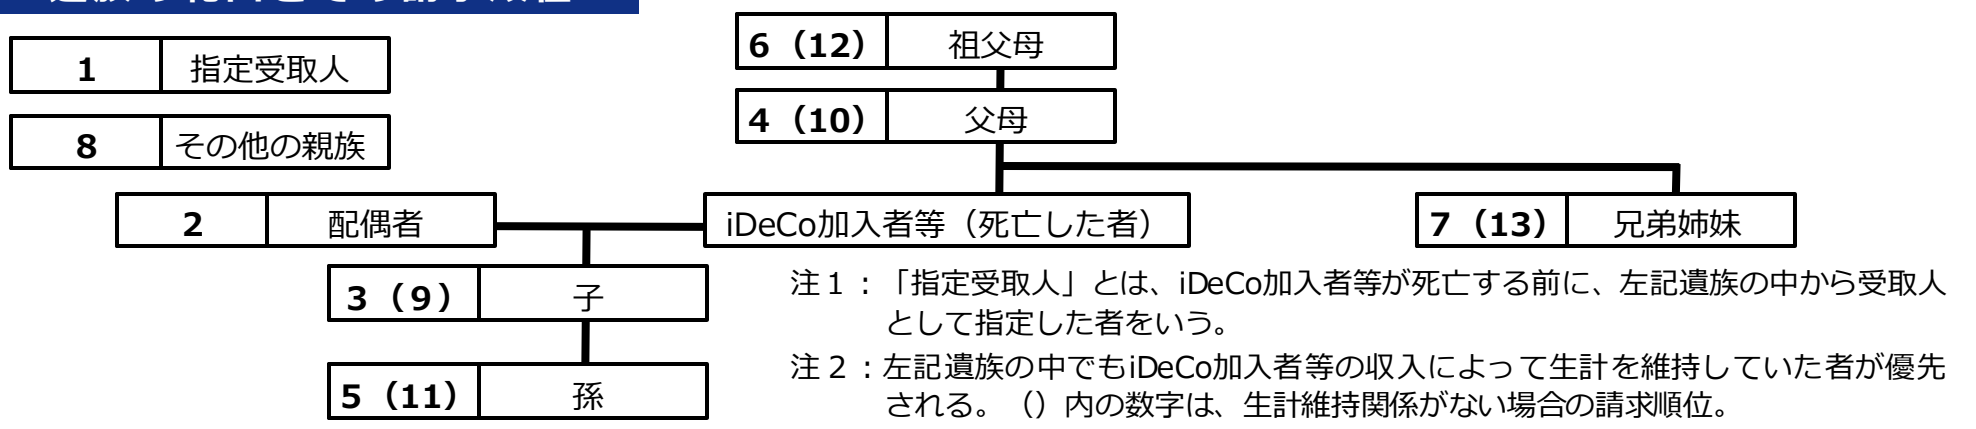 1 指定受取人
8 その他の親族
6（12） 祖父母
4（10） 父母
2 配偶者
iDeCo加入者等（死亡した者）
7（13） 兄弟姉妹
3（9） 子
5（11） 孫
注１：「指定受取人」とは、iDeCo加入者等が死亡する前に、左記遺族の中から受取人
として指定した者をいう。
注２：左記遺族の中でもiDeCo加入者等の収入によって生計を維持していた者が優先
される。（）内の数字は、生計維持関係がない場合の請求順位。